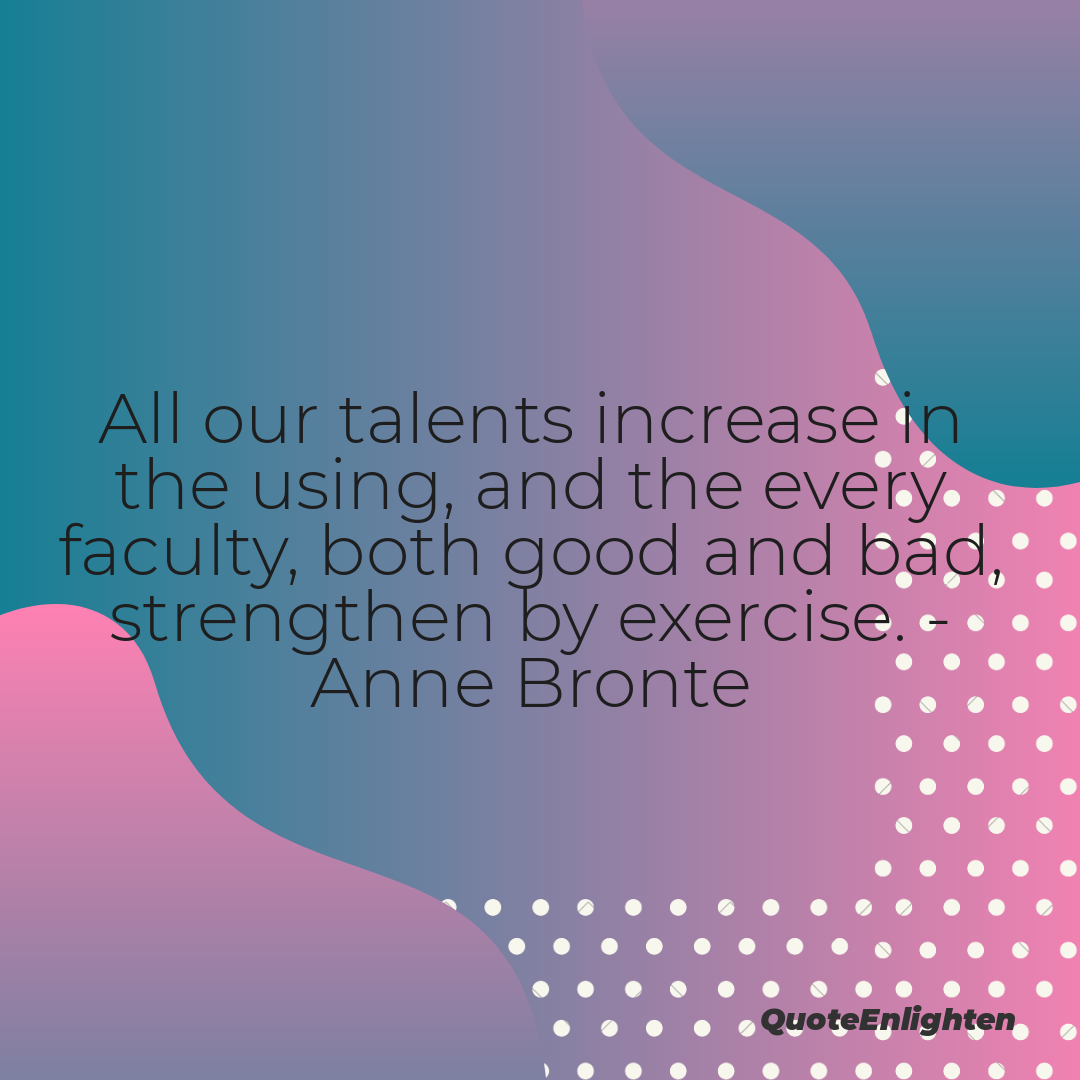 All our talents increase in
the using, and the every
faculty, both good and bad,
strengthen by exercise. -
Anne Bronte
QuoteEnlighten